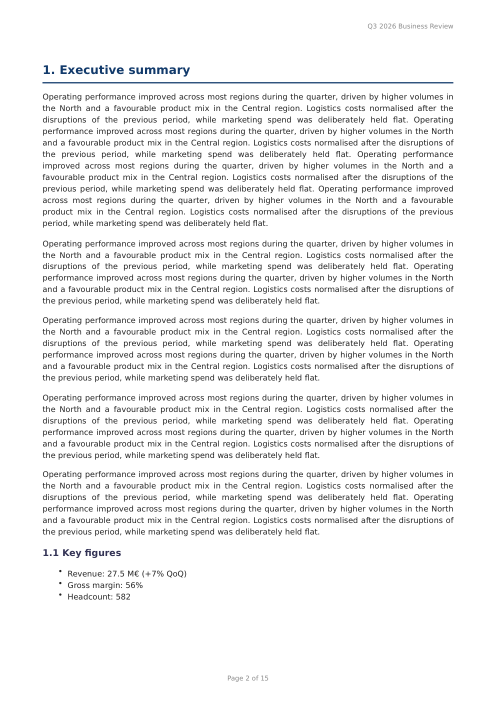 Q3 2026 Business Review
1. Executive summary
Operating performance improved across most regions during the quarter, driven by higher volumes in
the North and a favourable product mix in the Central region. Logistics costs normalised after the
disruptions of the previous period, while marketing spend was deliberately held flat. Operating
performance improved across most regions during the quarter, driven by higher volumes in the North
and a favourable product mix in the Central region. Logistics costs normalised after the disruptions of
the previous period, while marketing spend was deliberately held flat. Operating performance
improved across most regions during the quarter, driven by higher volumes in the North and a
favourable product mix in the Central region. Logistics costs normalised after the disruptions of the
previous period, while marketing spend was deliberately held flat. Operating performance improved
across most regions during the quarter, driven by higher volumes in the North and a favourable
product mix in the Central region. Logistics costs normalised after the disruptions of the previous
period, while marketing spend was deliberately held flat.
Operating performance improved across most regions during the quarter, driven by higher volumes in
the North and a favourable product mix in the Central region. Logistics costs normalised after the
disruptions of the previous period, while marketing spend was deliberately held flat. Operating
performance improved across most regions during the quarter, driven by higher volumes in the North
and a favourable product mix in the Central region. Logistics costs normalised after the disruptions of
the previous period, while marketing spend was deliberately held flat.
Operating performance improved across most regions during the quarter, driven by higher volumes in
the North and a favourable product mix in the Central region. Logistics costs normalised after the
disruptions of the previous period, while marketing spend was deliberately held flat. Operating
performance improved across most regions during the quarter, driven by higher volumes in the North
and a favourable product mix in the Central region. Logistics costs normalised after the disruptions of
the previous period, while marketing spend was deliberately held flat.
Operating performance improved across most regions during the quarter, driven by higher volumes in
the North and a favourable product mix in the Central region. Logistics costs normalised after the
disruptions of the previous period, while marketing spend was deliberately held flat. Operating
performance improved across most regions during the quarter, driven by higher volumes in the North
and a favourable product mix in the Central region. Logistics costs normalised after the disruptions of
the previous period, while marketing spend was deliberately held flat.
Operating performance improved across most regions during the quarter, driven by higher volumes in
the North and a favourable product mix in the Central region. Logistics costs normalised after the
disruptions of the previous period, while marketing spend was deliberately held flat. Operating
performance improved across most regions during the quarter, driven by higher volumes in the North
and a favourable product mix in the Central region. Logistics costs normalised after the disruptions of
the previous period, while marketing spend was deliberately held flat.
1.1 Key figures
• Revenue: 27.5 M€ (+7% QoQ)
• Gross margin: 56%
• Headcount: 582
Page 2 of 15